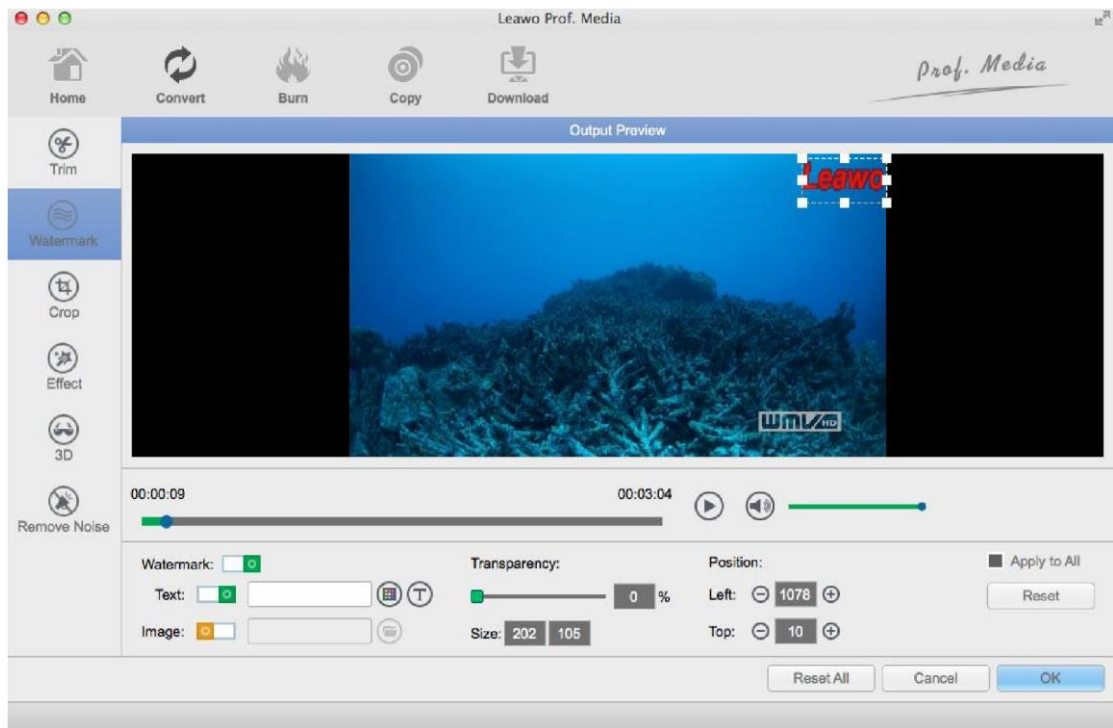 Leawo Prof. Media
Prof. Media
Home Convert Burn Copy Download
Output Preview
Trim
Leawo
Watermark
Crop
Effect
WMV HD
3D
00:00:09 00:03:04
Remove Noise
Watermark: Transparency: Position: Apply to All
Text: T 0 % Left: 1078 Reset
Image: Size: 202 105 Top: 10
Reset All Cancel OK